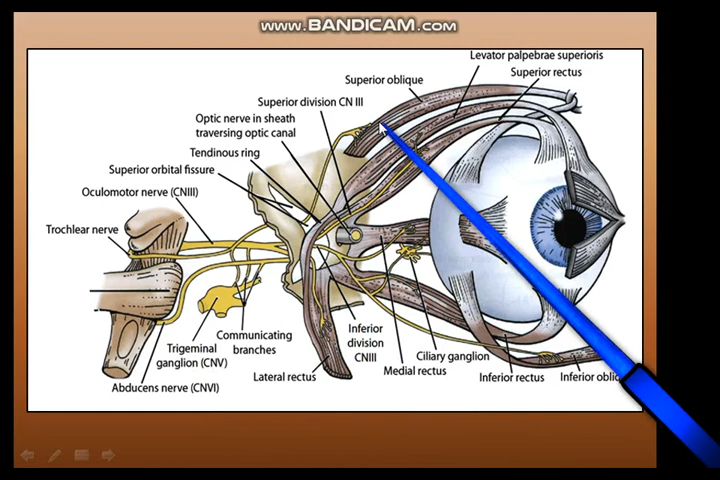 www.BANDICAM.com
Levator palpebrae superioris
Superior rectus
Superior oblique
Superior division CN III
Optic nerve in sheath
traversing optic canal
Tendinous ring
Superior orbital fissure
Oculomotor nerve (CNIII)
Trochlear nerve
Communicating
branches
Trigeminal
ganglion (CNV)
Abducens nerve (CNVI)
Lateral rectus
Inferior
division
CNIII
Medial rectus
Ciliary ganglion
Inferior rectus
Inferior